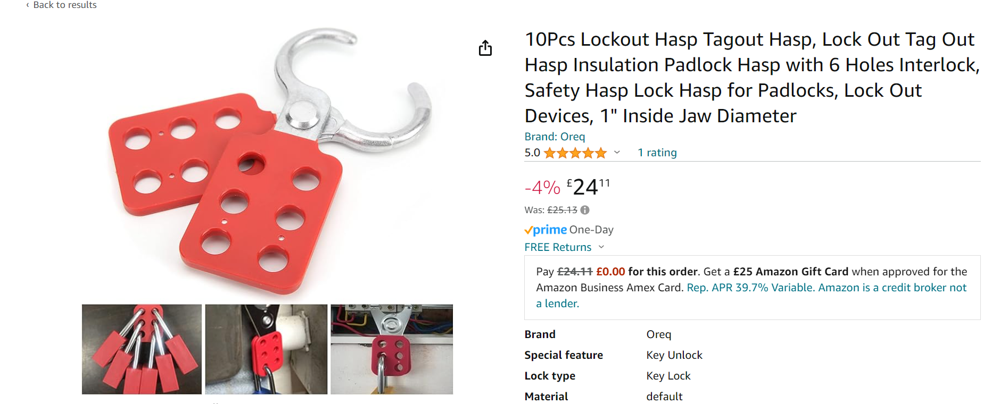 ‹ Back to results
10Pcs Lockout Hasp Tagout Hasp, Lock Out Tag Out
Hasp Insulation Padlock Hasp with 6 Holes Interlock,
Safety Hasp Lock Hasp for Padlocks, Lock Out
Devices, 1" Inside Jaw Diameter
Brand: Oreq
5.0 1 rating
-4% £24 11
Was: £25.13
prime One-Day
FREE Returns
Pay £24.11 £0.00 for this order. Get a £25 Amazon Gift Card when approved for the
Amazon Business Amex Card. Rep. APR 39.7% Variable. Amazon is a credit broker not
a lender.
Brand Oreq
Special feature Key Unlock
Lock type Key Lock
Material default